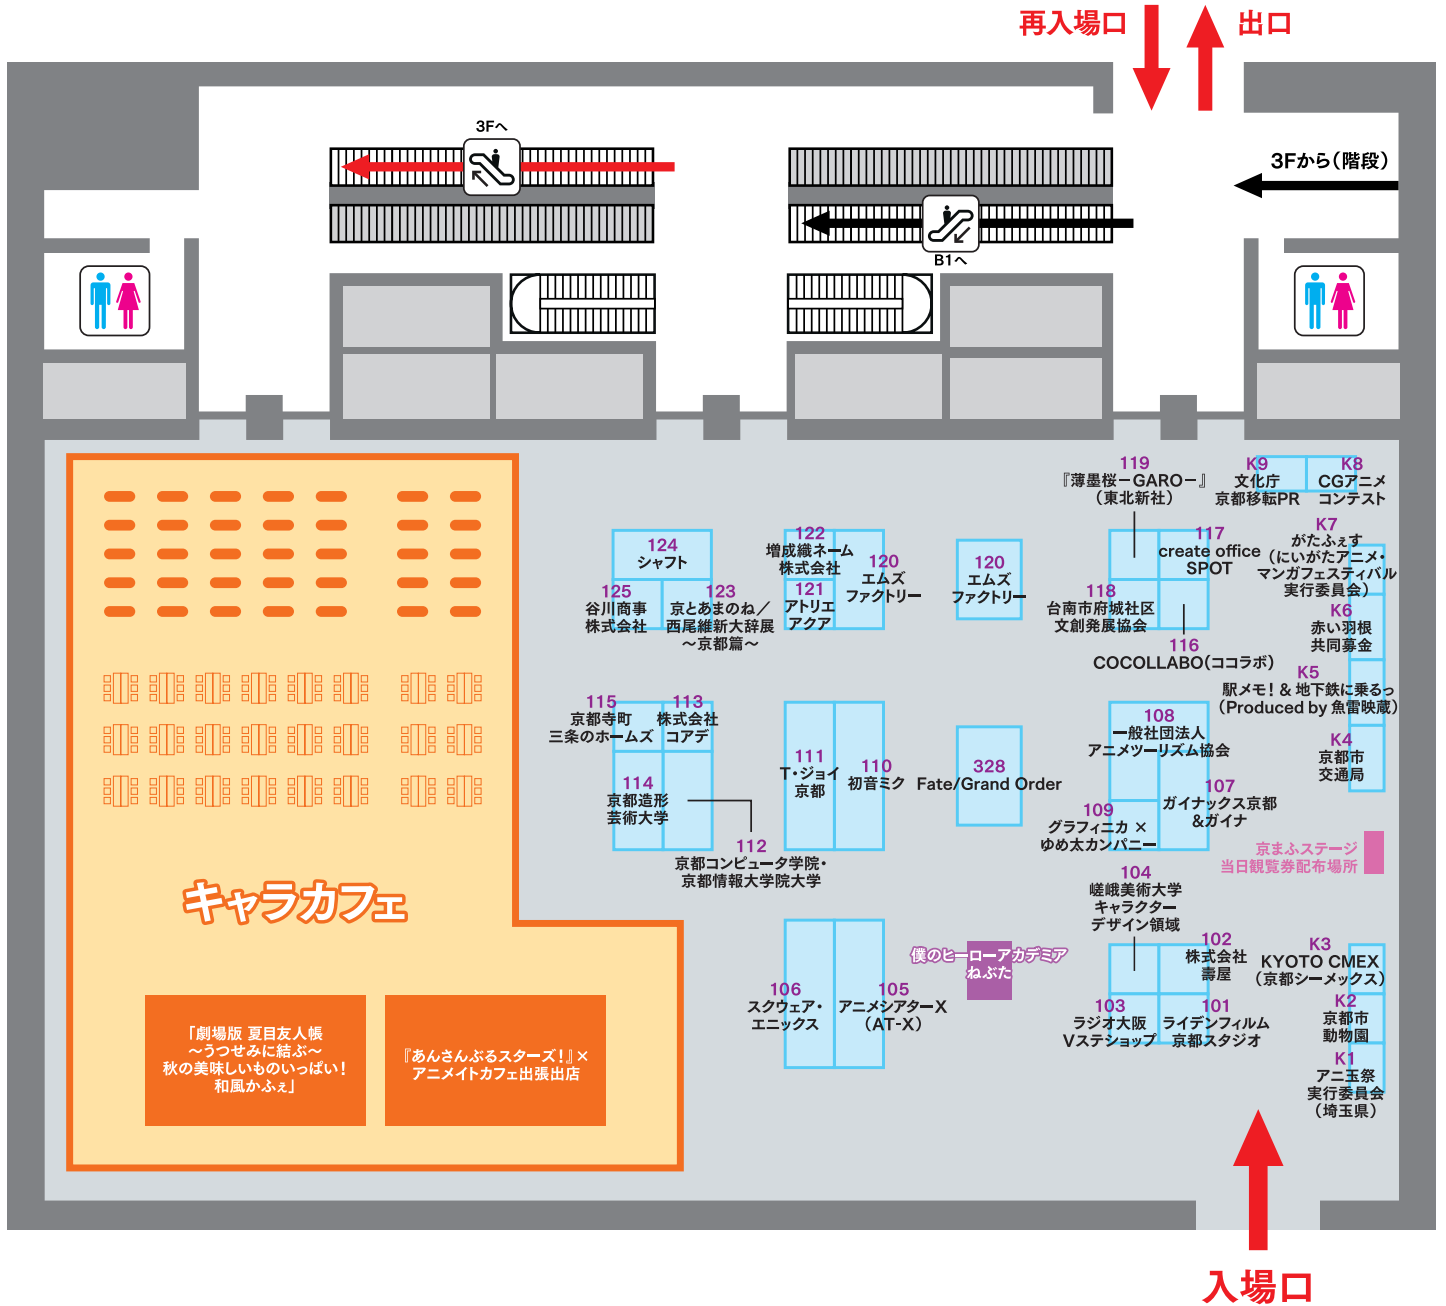 再入場口
出口
3Fへ
3Fから(階段)
B1へ
119
『薄墨桜－GARO－』
（東北新社）
K9
文化庁
京都移転PR
K8
CGアニメ
コンテスト
117
create office
SPOT
K7
がたふぇす
（にいがたアニメ・
マンガフェスティバル
実行委員会）
124
シャフト
122
増成織ネーム
株式会社
120
エムズ
ファクトリー
120
エムズ
ファクトリー
125
谷川商事
株式会社
123
京とあまのね／
西尾維新大辞展
～京都篇～
121
アトリエ
アクア
118
台南市府城社区
文創発展協会
116
COCOLLABO(ココラボ)
K6
赤い羽根
共同募金
K5
駅メモ！＆地下鉄に乗るっ
（Produced by 魚雷映蔵）
K4
京都市
交通局
115
京都寺町
三条のホームズ
113
株式会社
コアデ
114
京都造形
芸術大学
112
京都コンピュータ学院・
京都情報大学院大学
111
T・ジョイ
京都
110
初音ミク
328
Fate/Grand Order
108
一般社団法人
アニメツーリズム協会
107
ガイナックス京都
＆ガイナ
109
グラフィニカ ×
ゆめ太カンパニー
京まふステージ
当日観覧券配布場所
104
嵯峨美術大学
キャラクター
デザイン領域
102
株式会社
壽屋
103
ラジオ大阪
Vステショップ
101
ライデンフィルム
京都スタジオ
K3
KYOTO CMEX
（京都シーメックス）
K2
京都市
動物園
K1
アニ玉祭
実行委員会
（埼玉県）
僕のヒーローアカデミア
ねぶた
106
スクウェア・
エニックス
105
アニメシアターX
（AT-X）
キャラカフェ
「劇場版 夏目友人帳
～うつせみに結ぶ～
秋の美味しいものいっぱい！
和風かふぇ」
『あんさんぶるスターズ！』×
アニメイトカフェ出張出店
入場口